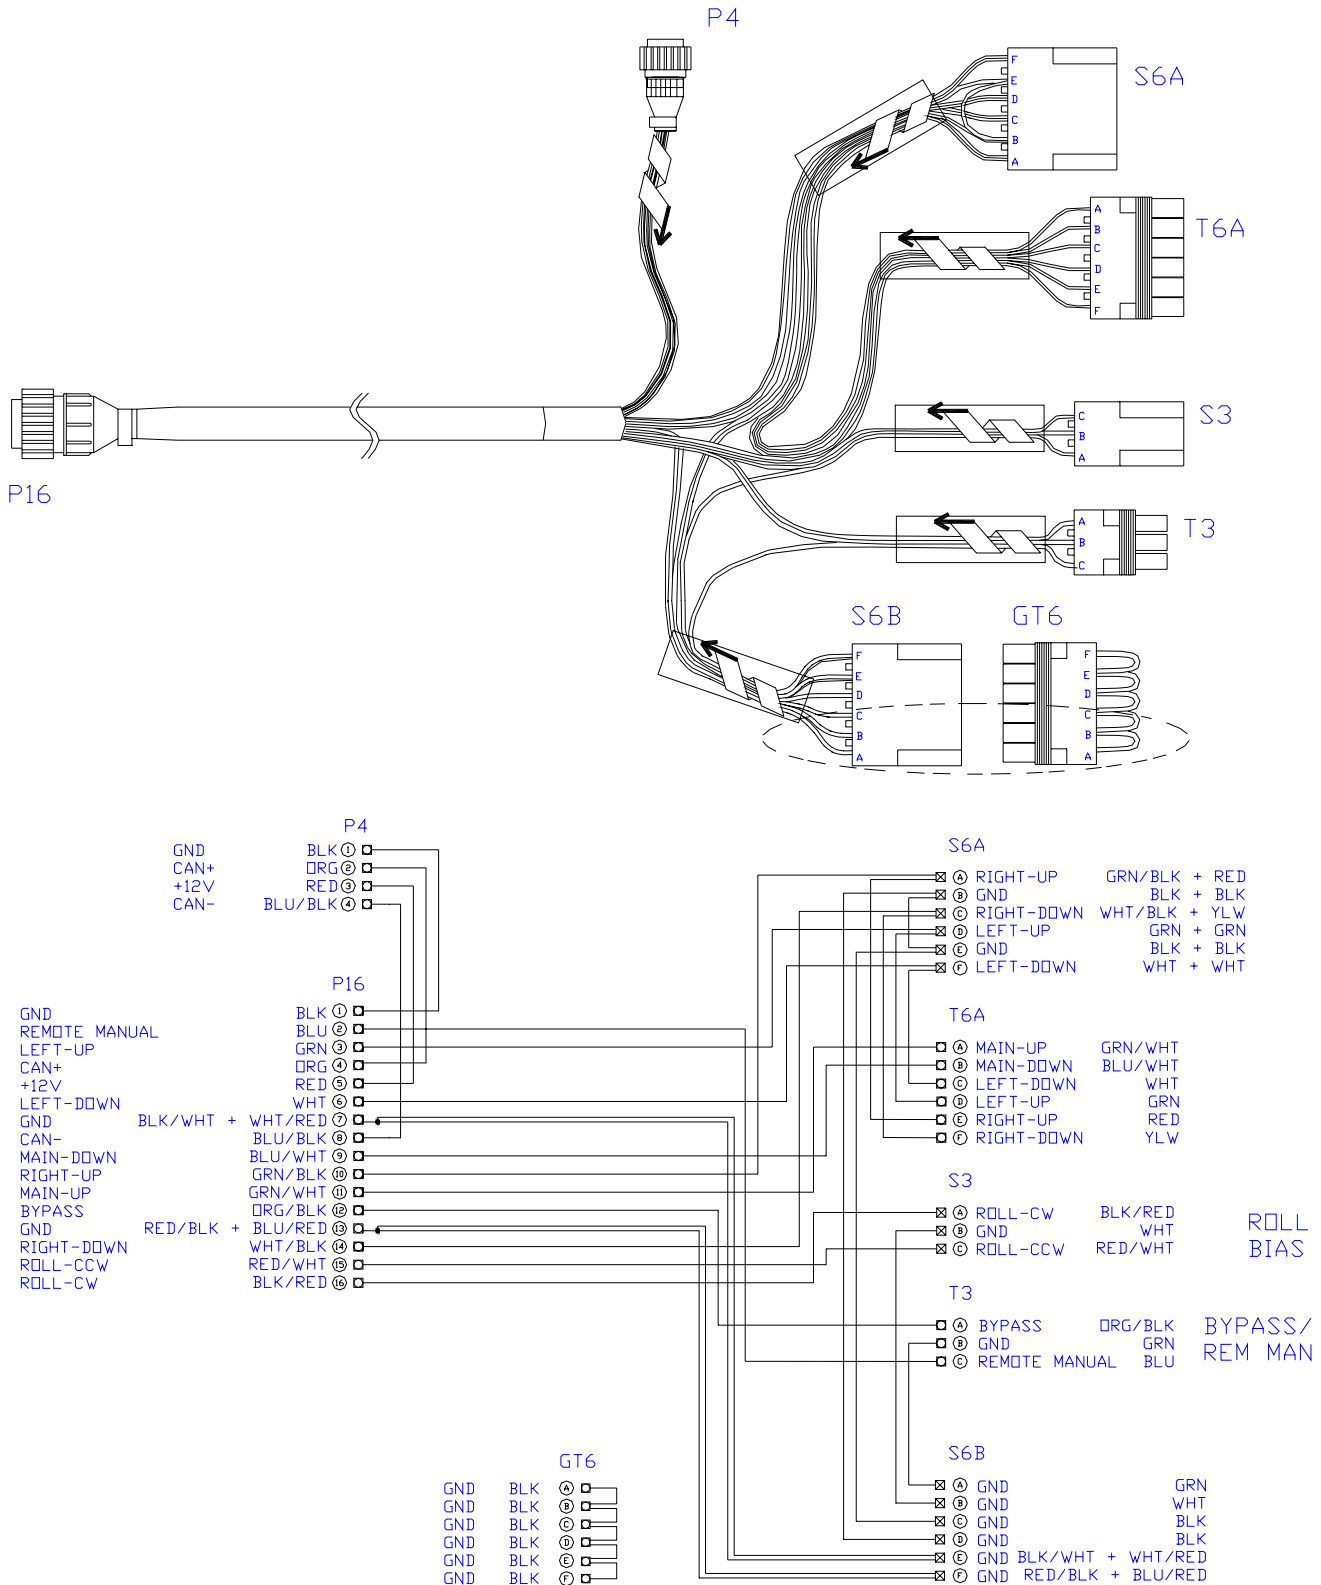 P4
S6A
F
E
D
C
B
A
T6A
A
B
C
D
E
F
P16
S3
C
B
A
T3
A
B
C
S6B
GT6
F
E
D
C
B
A
F
E
D
C
B
A
P4
GND BLK 1
CAN+ ORG 2
+12V RED 3
CAN- BLU/BLK 4
P16
GND BLK 1
REMOTE MANUAL BLU 2
LEFT-UP GRN 3
CAN+ ORG 4
+12V RED 5
LEFT-DOWN WHT 6
GND BLK/WHT + WHT/RED 7
CAN- BLU/BLK 8
MAIN-DOWN BLU/WHT 9
RIGHT-UP GRN/BLK 10
MAIN-UP GRN/WHT 11
BYPASS ORG/BLK 12
GND RED/BLK + BLU/RED 13
RIGHT-DOWN WHT/BLK 14
ROLL-CCW RED/WHT 15
ROLL-CW BLK/RED 16
S6A
A RIGHT-UP GRN/BLK + RED
B GND BLK + BLK
C RIGHT-DOWN WHT/BLK + YLW
D LEFT-UP GRN + GRN
E GND BLK + BLK
F LEFT-DOWN WHT + WHT
T6A
A MAIN-UP GRN/WHT
B MAIN-DOWN BLU/WHT
C LEFT-DOWN WHT
D LEFT-UP GRN
E RIGHT-UP RED
F RIGHT-DOWN YLW
S3
A ROLL-CW BLK/RED
B GND WHT
C ROLL-CCW RED/WHT
ROLL
BIAS
T3
A BYPASS ORG/BLK
B GND GRN
C REMOTE MANUAL BLU
BYPASS/
REM MAN
GT6
GND BLK A
GND BLK B
GND BLK C
GND BLK D
GND BLK E
GND BLK F
S6B
A GND GRN
B GND WHT
C GND BLK
D GND BLK
E GND BLK/WHT + WHT/RED
F GND RED/BLK + BLU/RED